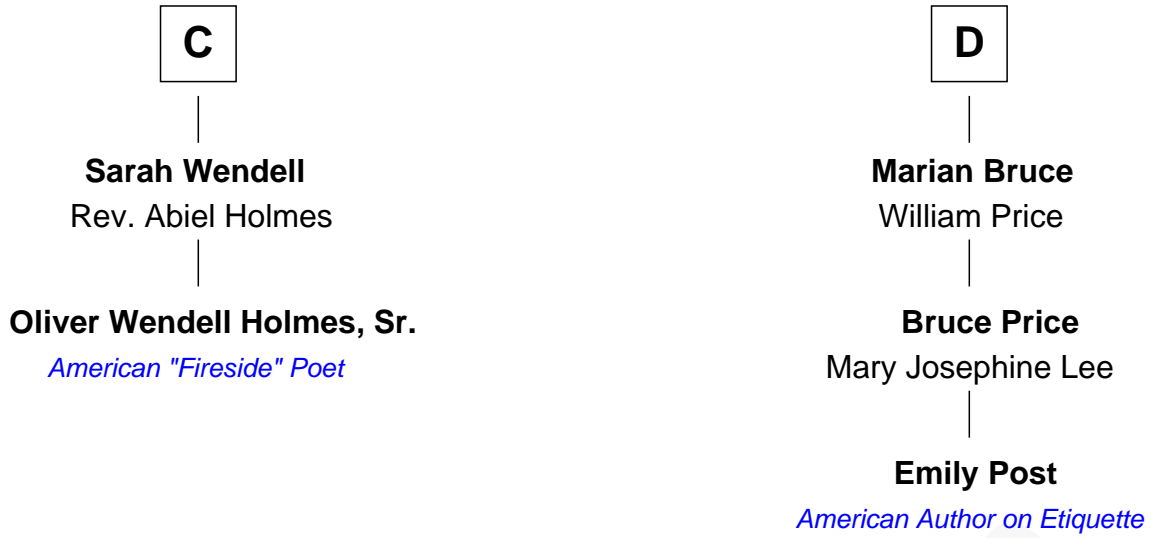 C
Sarah Wendell
Rev. Abiel Holmes
Oliver Wendell Holmes, Sr.
American "Fireside" Poet
D
Marian Bruce
William Price
Bruce Price
Mary Josephine Lee
Emily Post
American Author on Etiquette